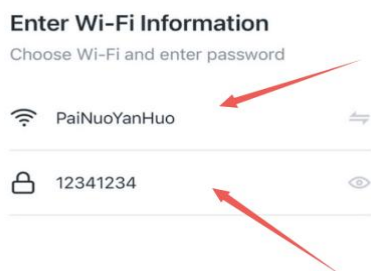 Enter Wi-Fi Information
Choose Wi-Fi and enter password
PaiNuoYanHuo
12341234